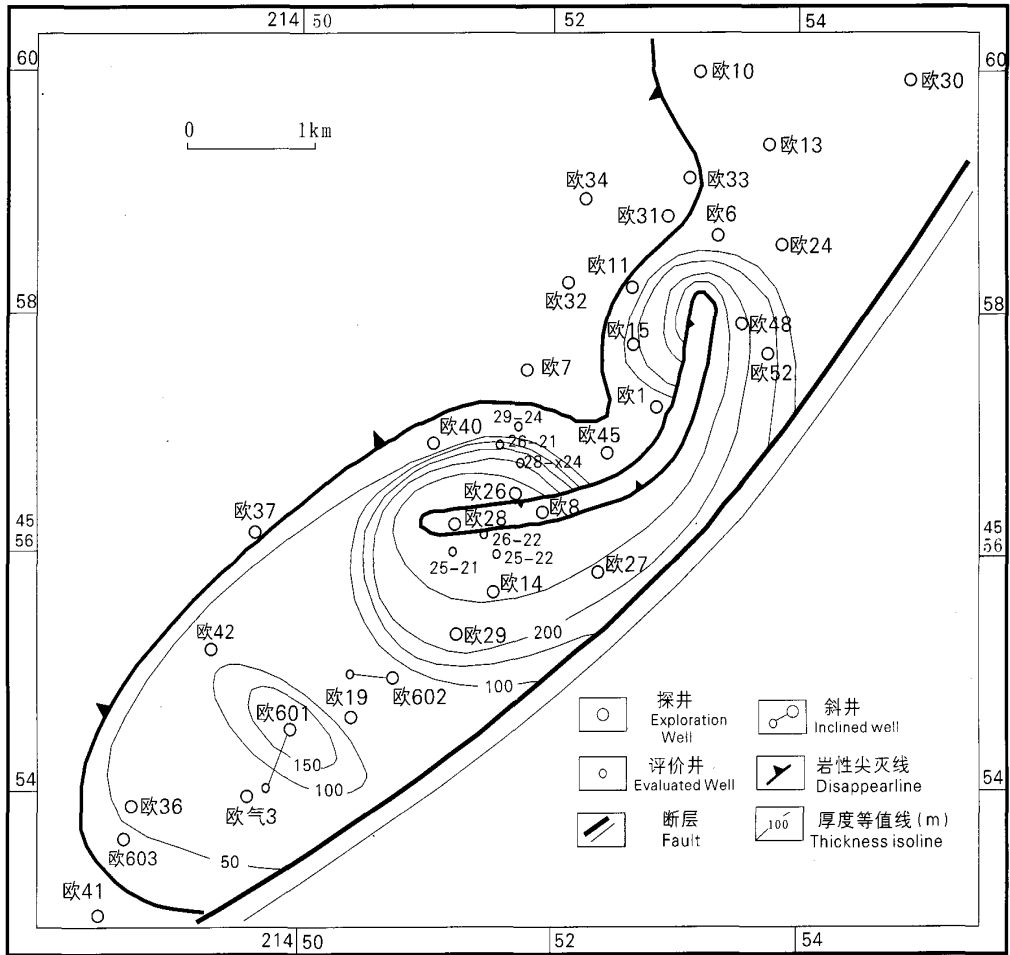 214 50 52 54
60 60
欧10
欧30
0 1km
欧13
欧34
欧33
欧31
欧6
欧24
欧11
欧32
58 58
欧48
欧15
欧52
欧7
欧1
29-24
欧40
26-21
欧45
28-x24
欧26
欧37
欧28
欧8
45 56
45 56
26-22
25-22
25-21
欧27
欧14
欧42
欧29
200
100
欧602
欧19
欧601
150
100
54 54
欧36
欧气3
欧603
50
欧41
探井
Exploration
Well
斜井
Inclined well
评价井
Evaluated Well
岩性尖灭线
Disappearline
断层
Fault
100
厚度等值线(m)
Thickness isoline
214 50 52 54